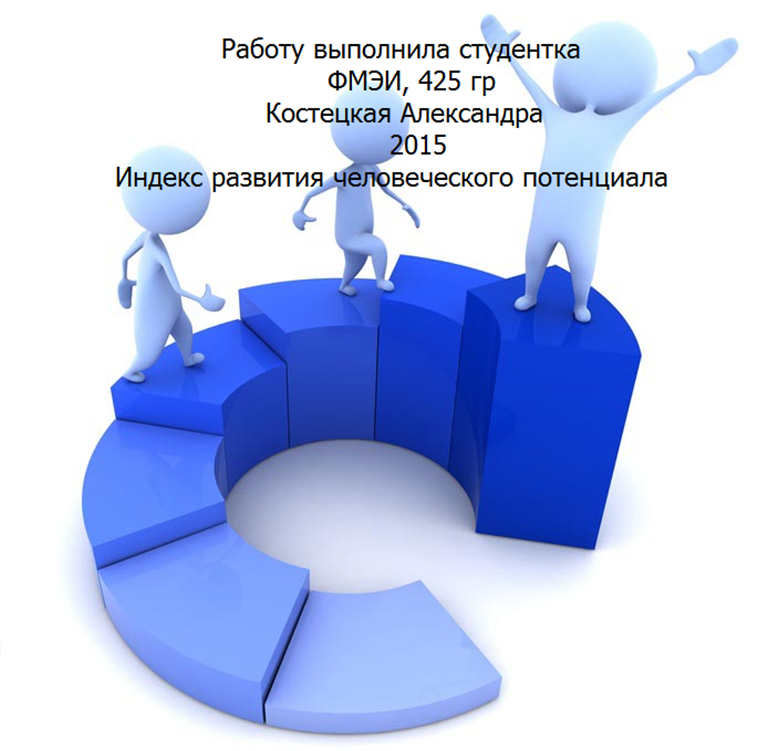 Работу выполнила студентка
ФМЭИ, 425 гр
Костецкая Александра
2015
Индекс развития человеческого потенциала